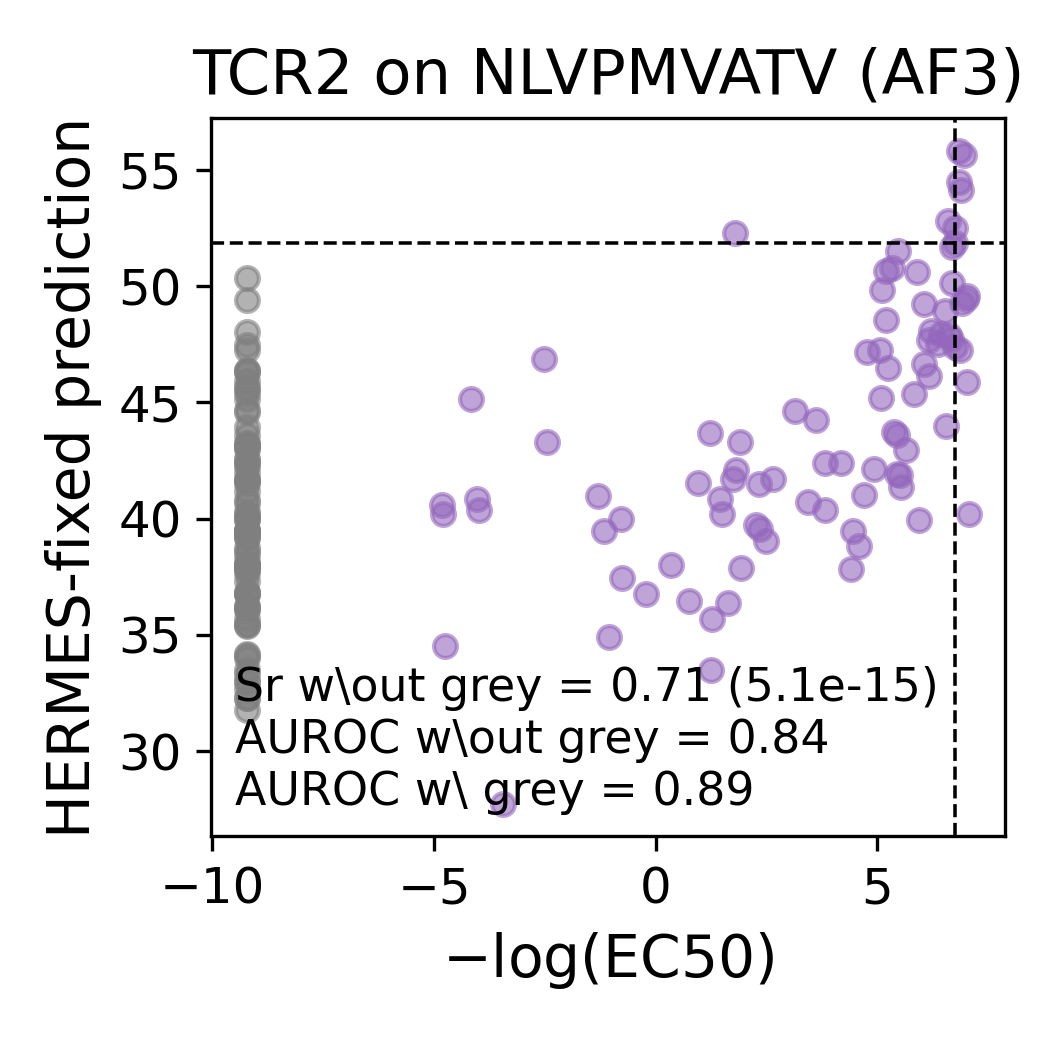 TCR2 on NLVPMVATV (AF3)
HERMES-fixed prediction
55
50
45
40
35
30
Sr w\out grey = 0.71 (5.1e-15)
AUROC w\out grey = 0.84
AUROC w\ grey = 0.89
−10 −5 0 5
−log(EC50)